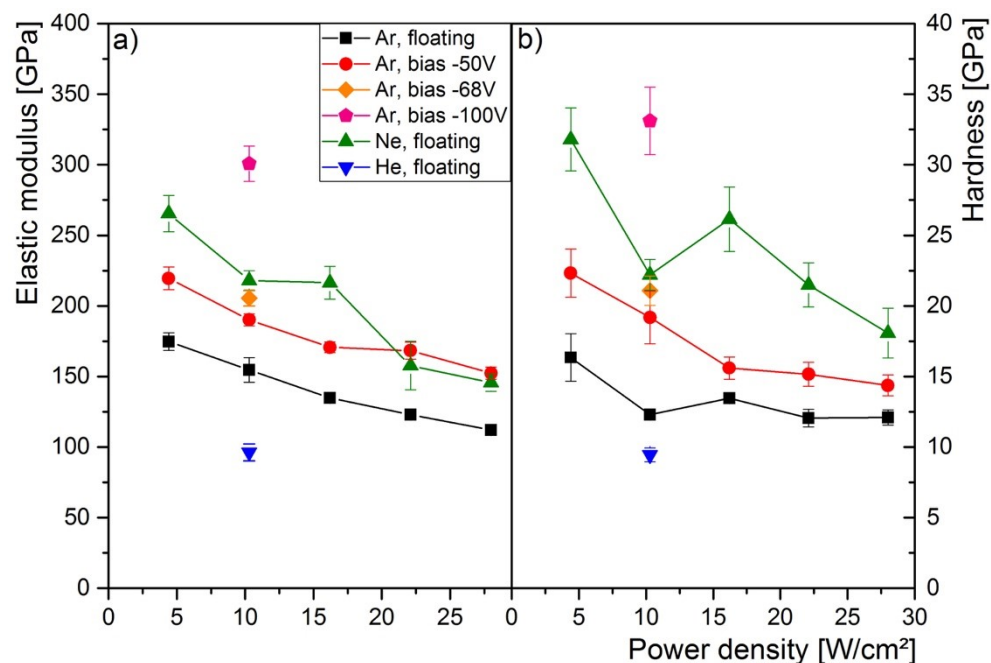 a)
b)
Elastic modulus [GPa]
400
350
300
250
200
150
100
50
0
Ar, floating
Ar, bias -50V
Ar, bias -68V
Ar, bias -100V
Ne, floating
He, floating
40
35
30
25
20
15
10
5
0
Hardness [GPa]
0 5 10 15 20 25 0 5 10 15 20 25 30
Power density [W/cm²]